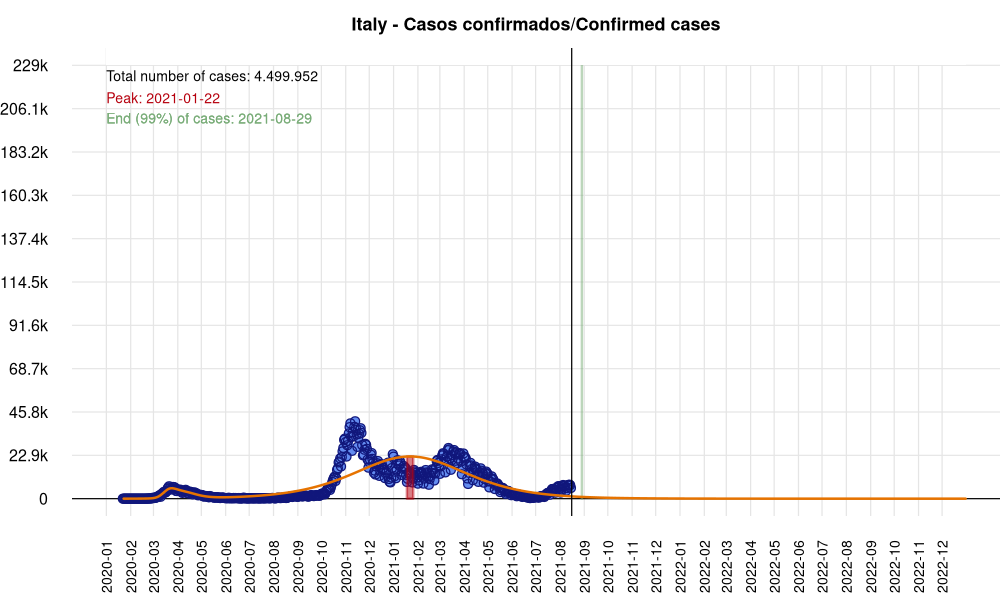 Italy - Casos confirmados/Confirmed cases
229k
Total number of cases: 4.499.952
Peak: 2021-01-22
206.1k
End (99%) of cases: 2021-08-29
183.2k
160.3k
137.4k
114.5k
91.6k
68.7k
45.8k
22.9k
0
2020-01
2020-02
2020-03
2020-04
2020-05
2020-06
2020-07
2020-08
2020-09
2020-10
2020-11
2020-12
2021-01
2021-02
2021-03
2021-04
2021-05
2021-06
2021-07
2021-08
2021-09
2021-10
2021-11
2021-12
2022-01
2022-02
2022-03
2022-04
2022-05
2022-06
2022-07
2022-08
2022-09
2022-10
2022-11
2022-12